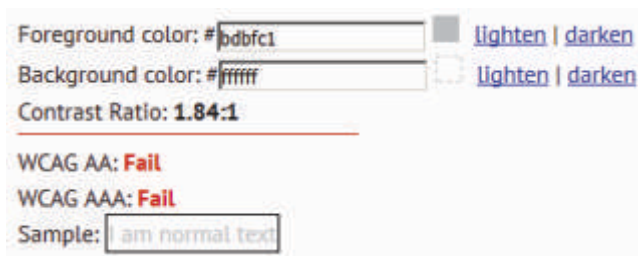 Foreground color: #bdbfc1 lighten | darken
Background color: #ffffff lighten | darken
Contrast Ratio: 1.84:1
WCAG AA: Fail
WCAG AAA: Fail
Sample: I am normal text